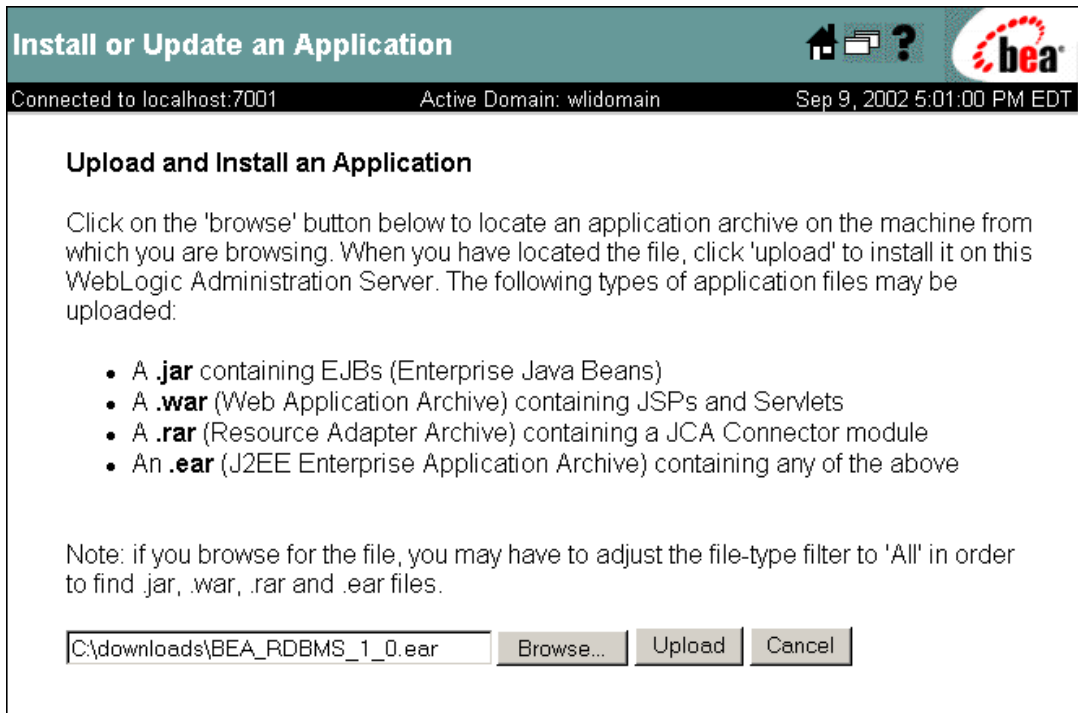 Install or Update an Application
? bea
Connected to localhost:7001 Active Domain: wlidomain Sep 9, 2002 5:01:00 PM EDT
Upload and Install an Application
Click on the 'browse' button below to locate an application archive on the machine from
which you are browsing. When you have located the file, click 'upload' to install it on this
WebLogic Administration Server. The following types of application files may be
uploaded:
• A .jar containing EJBs (Enterprise Java Beans)
• A .war (Web Application Archive) containing JSPs and Servlets
• A .rar (Resource Adapter Archive) containing a JCA Connector module
• An .ear (J2EE Enterprise Application Archive) containing any of the above
Note: if you browse for the file, you may have to adjust the file-type filter to 'All' in order
to find .jar, .war, .rar and .ear files.
C:\downloads\BEA_RDBMS_1_0.ear Browse... Upload Cancel